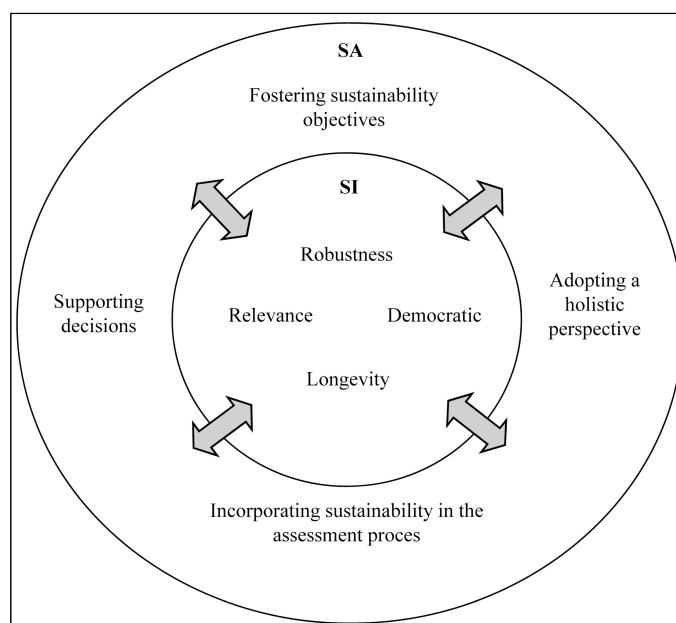 SA
Fostering sustainability
objectives
SI
Robustness
Supporting
decisions
Relevance
Democratic
Adopting a
holistic
perspective
Longevity
Incorporating sustainability in the
assessment proces